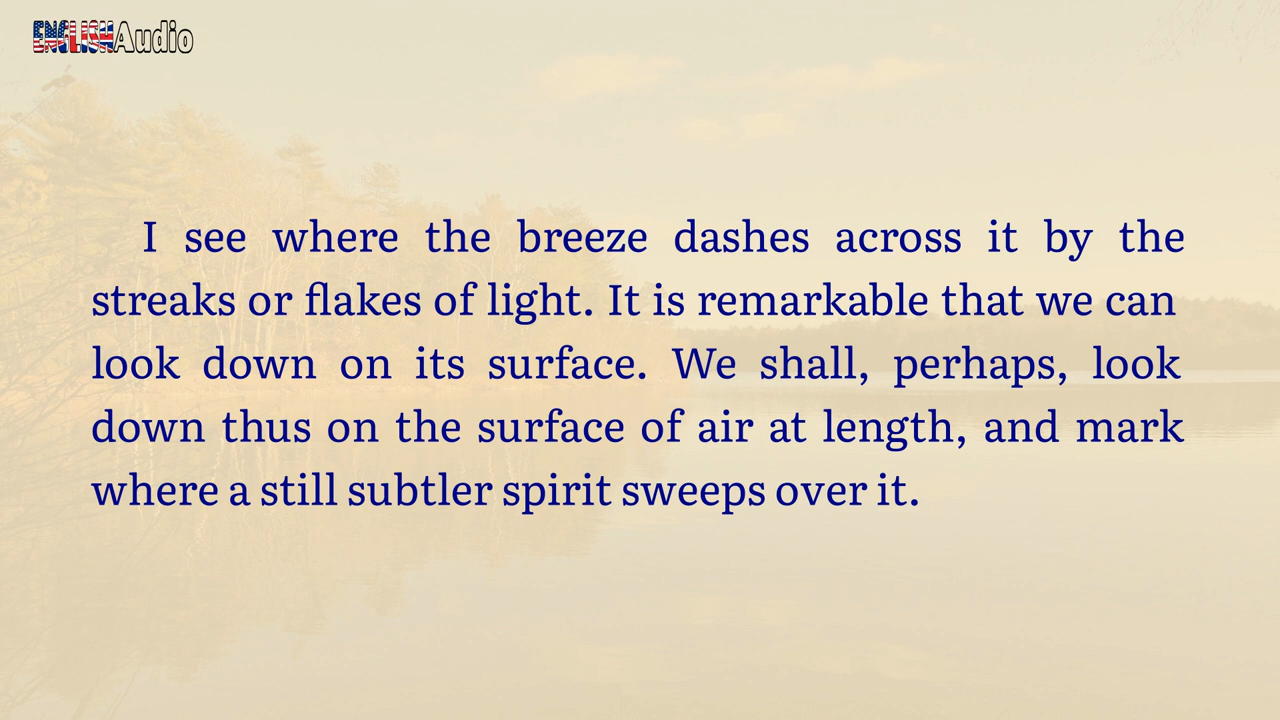 ENGLISHAudio
I see where the breeze dashes across it by the
streaks or flakes of light. It is remarkable that we can
look down on its surface. We shall, perhaps, look
down thus on the surface of air at length, and mark
where a still subtler spirit sweeps over it.